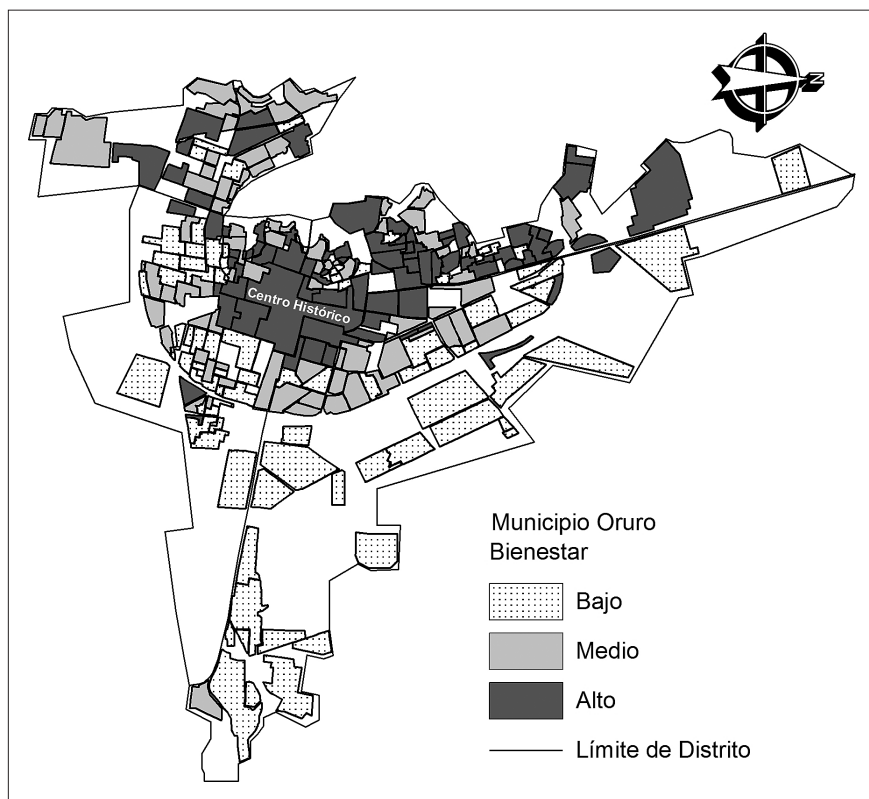 N
Centro Histórico
Municipio Oruro
Bienestar
Bajo
Medio
Alto
Límite de Distrito